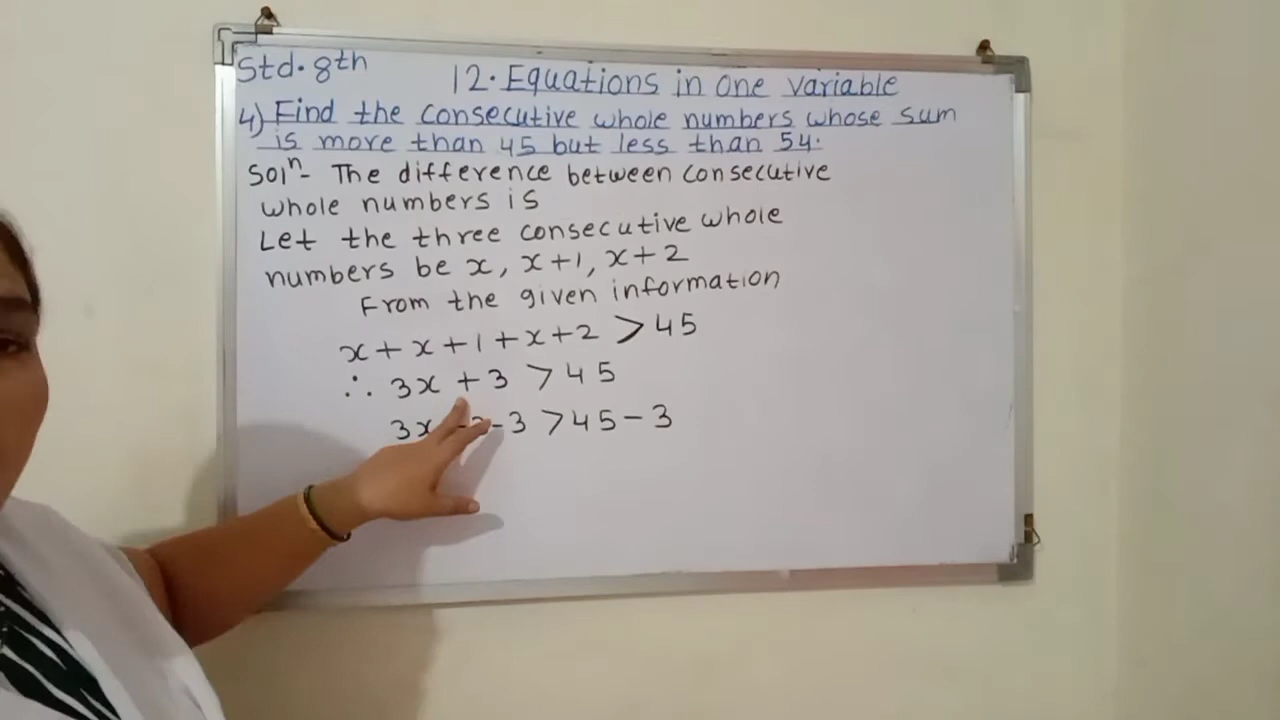 Std. 8th
12. Equations in one variable
4) Find the consecutive whole numbers whose sum
is more than 45 but less than 54.
Solⁿ- The difference between consecutive
whole numbers is
Let the three consecutive whole
numbers be x, x+1, x+2
From the given information
x + x + 1 + x + 2 > 45
∴ 3x + 3 > 45
3x - 3 > 45 - 3